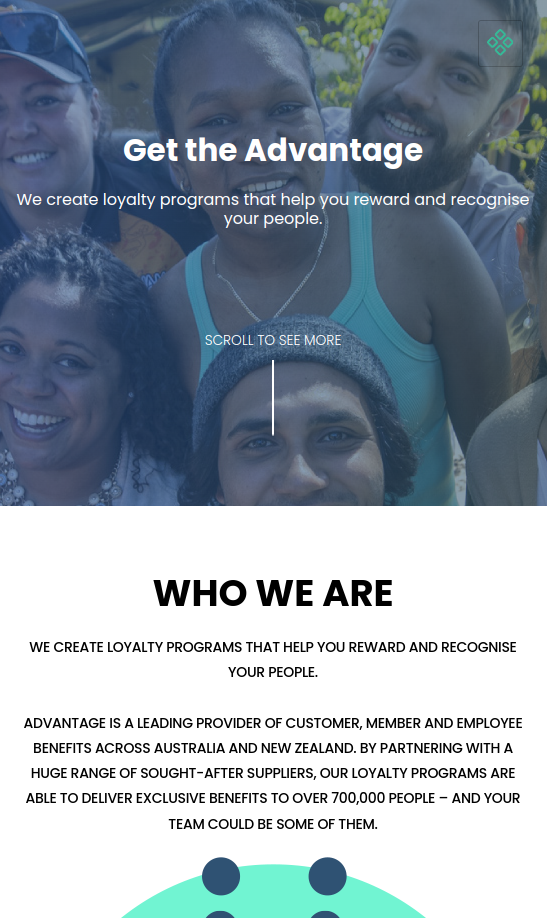 Get the Advantage
We create loyalty programs that help you reward and recognise
your people.
SCROLL TO SEE MORE
WHO WE ARE
WE CREATE LOYALTY PROGRAMS THAT HELP YOU REWARD AND RECOGNISE
YOUR PEOPLE.
ADVANTAGE IS A LEADING PROVIDER OF CUSTOMER, MEMBER AND EMPLOYEE
BENEFITS ACROSS AUSTRALIA AND NEW ZEALAND. BY PARTNERING WITH A
HUGE RANGE OF SOUGHT-AFTER SUPPLIERS, OUR LOYALTY PROGRAMS ARE
ABLE TO DELIVER EXCLUSIVE BENEFITS TO OVER 700,000 PEOPLE – AND YOUR
TEAM COULD BE SOME OF THEM.